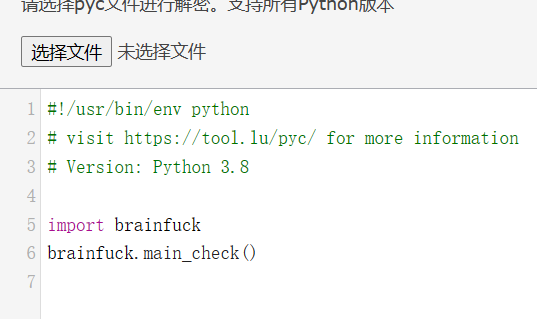 请选择pyc文件进行解密。支持所有Python版本
选择文件 未选择文件
1 #!/usr/bin/env python
2 # visit https://tool.lu/pyc/ for more information
3 # Version: Python 3.8
4
5 import brainfuck
6 brainfuck.main_check()
7